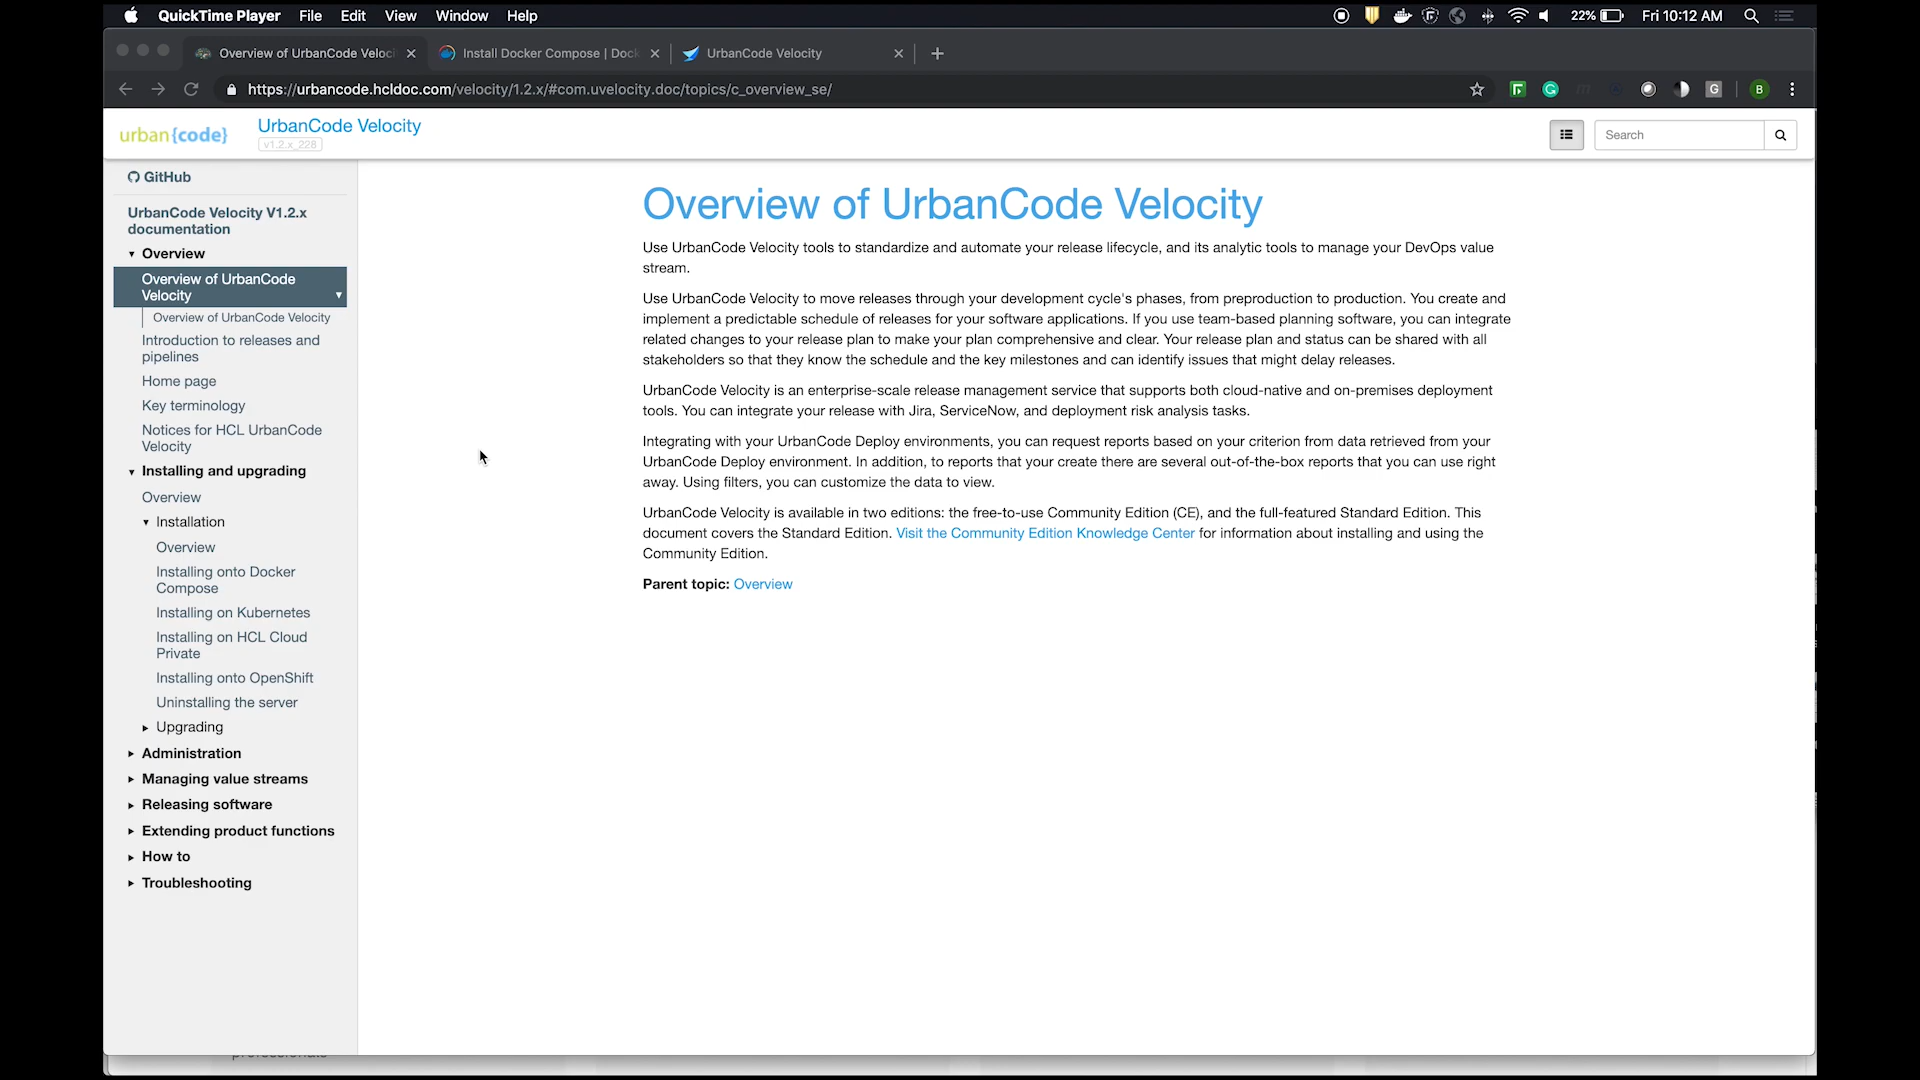 QuickTime Player File Edit View Window Help 22% Fri 10:12 AM
Overview of UrbanCode Veloci Install Docker Compose | Dock UrbanCode Velocity
https://urbancode.hcldoc.com/velocity/1.2.x/#com.uvelocity.doc/topics/c_overview_se/
urban{code} UrbanCode Velocity
v1.2.x_228
Search
GitHub
UrbanCode Velocity V1.2.x
documentation
Overview
Overview of UrbanCode
Velocity
Overview of UrbanCode Velocity
Introduction to releases and
pipelines
Home page
Key terminology
Notices for HCL UrbanCode
Velocity
Installing and upgrading
Overview
Installation
Overview
Installing onto Docker
Compose
Installing on Kubernetes
Installing on HCL Cloud
Private
Installing onto OpenShift
Uninstalling the server
Upgrading
Administration
Managing value streams
Releasing software
Extending product functions
How to
Troubleshooting
Overview of UrbanCode Velocity
Use UrbanCode Velocity tools to standardize and automate your release lifecycle, and its analytic tools to manage your DevOps value
stream.
Use UrbanCode Velocity to move releases through your development cycle's phases, from preproduction to production. You create and
implement a predictable schedule of releases for your software applications. If you use team-based planning software, you can integrate
related changes to your release plan to make your plan comprehensive and clear. Your release plan and status can be shared with all
stakeholders so that they know the schedule and the key milestones and can identify issues that might delay releases.
UrbanCode Velocity is an enterprise-scale release management service that supports both cloud-native and on-premises deployment
tools. You can integrate your release with Jira, ServiceNow, and deployment risk analysis tasks.
Integrating with your UrbanCode Deploy environments, you can request reports based on your criterion from data retrieved from your
UrbanCode Deploy environment. In addition, to reports that your create there are several out-of-the-box reports that you can use right
away. Using filters, you can customize the data to view.
UrbanCode Velocity is available in two editions: the free-to-use Community Edition (CE), and the full-featured Standard Edition. This
document covers the Standard Edition. Visit the Community Edition Knowledge Center for information about installing and using the
Community Edition.
Parent topic: Overview